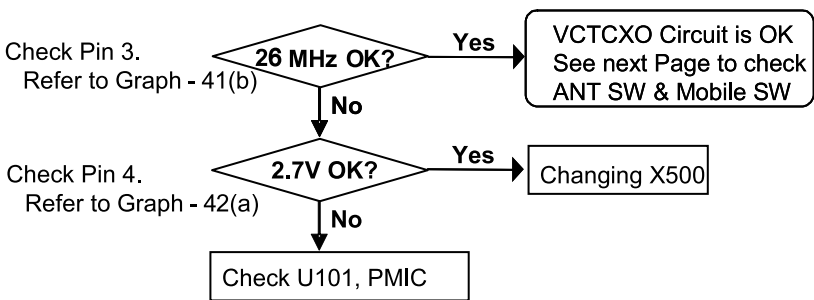 Check Pin 3.
Refer to Graph - 41(b)
26 MHz OK?
Yes
VCTCXO Circuit is OK
See next Page to check
ANT SW & Mobile SW
No
Check Pin 4.
Refer to Graph - 42(a)
2.7V OK?
Yes
Changing X500
No
Check U101, PMIC